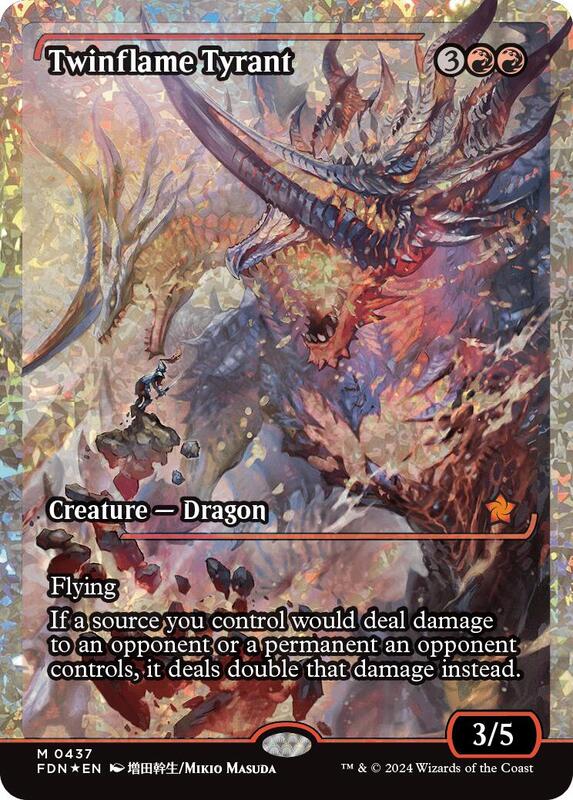 Twinflame Tyrant
3
Creature — Dragon
Flying
If a source you control would deal damage
to an opponent or a permanent an opponent
controls, it deals double that damage instead.
3/5
M 0437
FDN★EN 増田幹生/Mikio Masuda
™ & © 2024 Wizards of the Coast